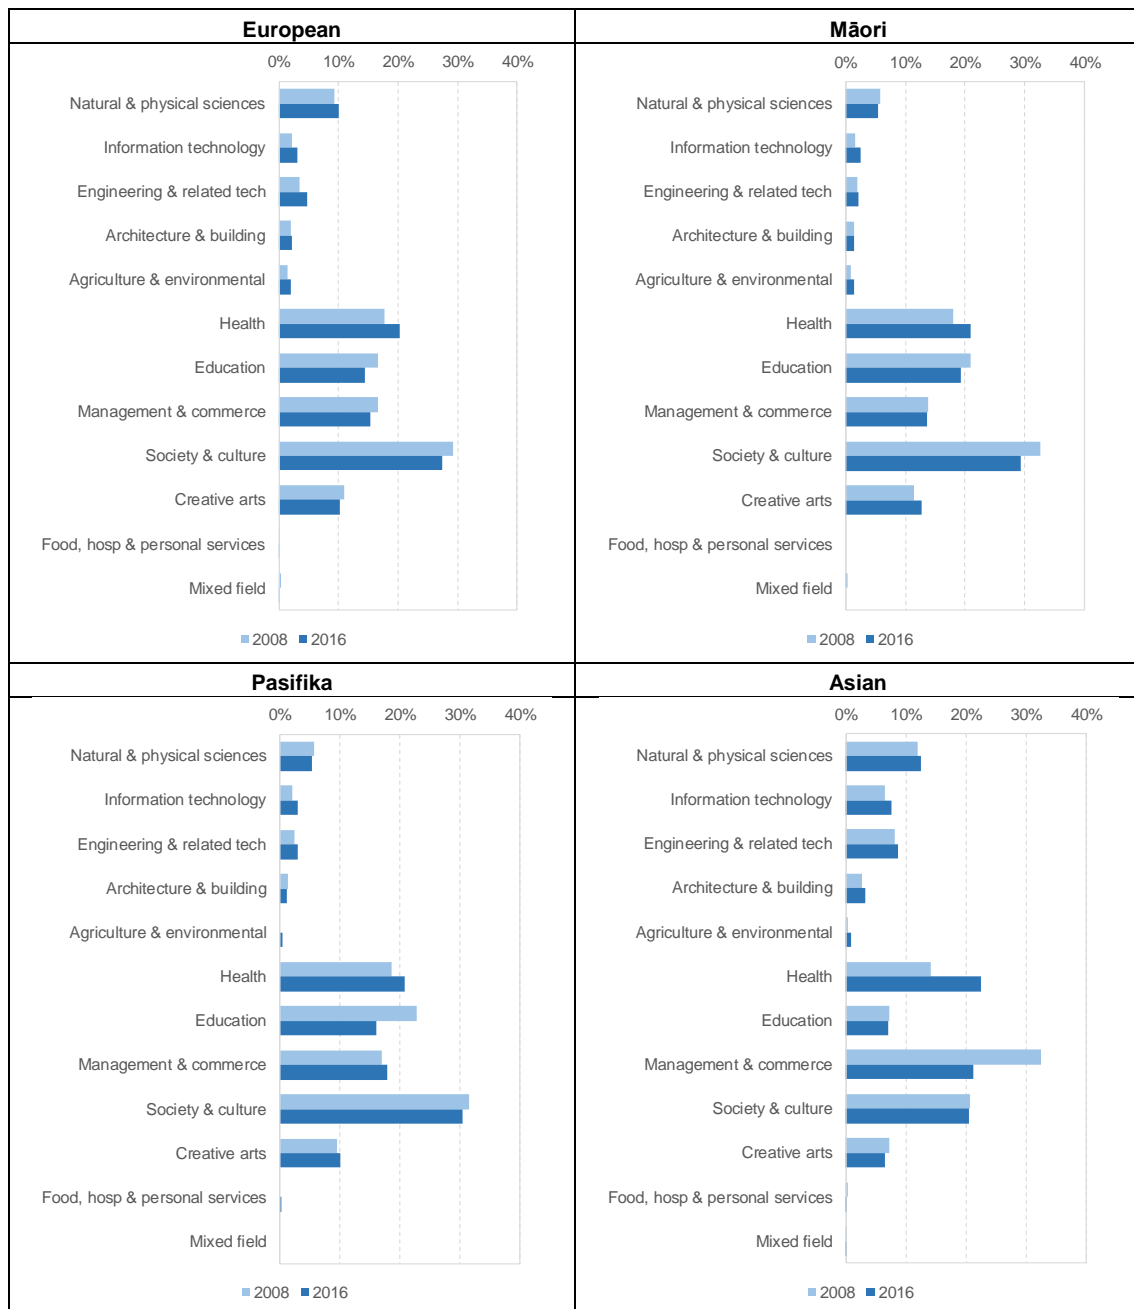 European
0% 10% 20% 30% 40%
Natural & physical sciences
Information technology
Engineering & related tech
Architecture & building
Agriculture & environmental
Health
Education
Management & commerce
Society & culture
Creative arts
Food, hosp & personal services
Mixed field
2008 2016
Māori
0% 10% 20% 30% 40%
Natural & physical sciences
Information technology
Engineering & related tech
Architecture & building
Agriculture & environmental
Health
Education
Management & commerce
Society & culture
Creative arts
Food, hosp & personal services
Mixed field
2008 2016
Pasifika
0% 10% 20% 30% 40%
Natural & physical sciences
Information technology
Engineering & related tech
Architecture & building
Agriculture & environmental
Health
Education
Management & commerce
Society & culture
Creative arts
Food, hosp & personal services
Mixed field
2008 2016
Asian
0% 10% 20% 30% 40%
Natural & physical sciences
Information technology
Engineering & related tech
Architecture & building
Agriculture & environmental
Health
Education
Management & commerce
Society & culture
Creative arts
Food, hosp & personal services
Mixed field
2008 2016